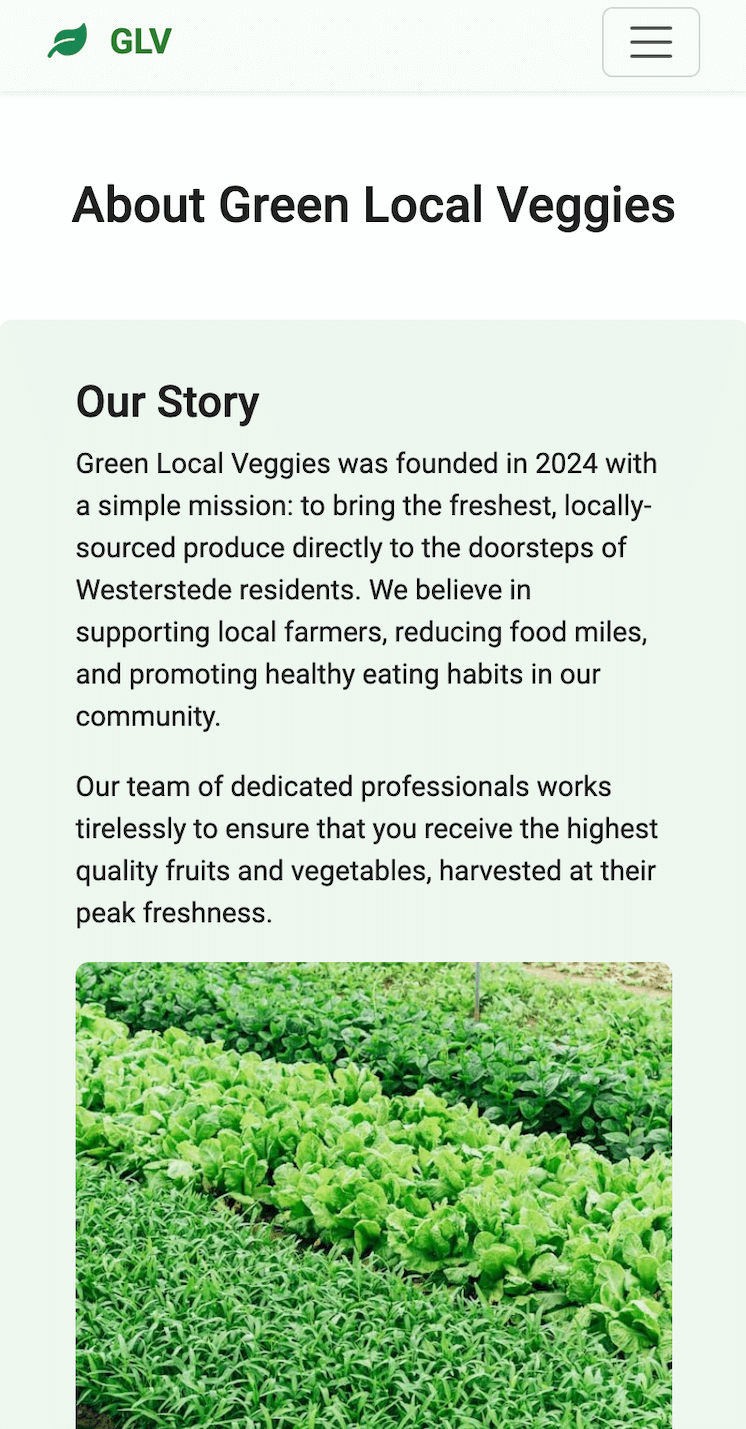 GLV
About Green Local Veggies
Our Story
Green Local Veggies was founded in 2024 with
a simple mission: to bring the freshest, locally-
sourced produce directly to the doorsteps of
Westerstede residents. We believe in
supporting local farmers, reducing food miles,
and promoting healthy eating habits in our
community.
Our team of dedicated professionals works
tirelessly to ensure that you receive the highest
quality fruits and vegetables, harvested at their
peak freshness.